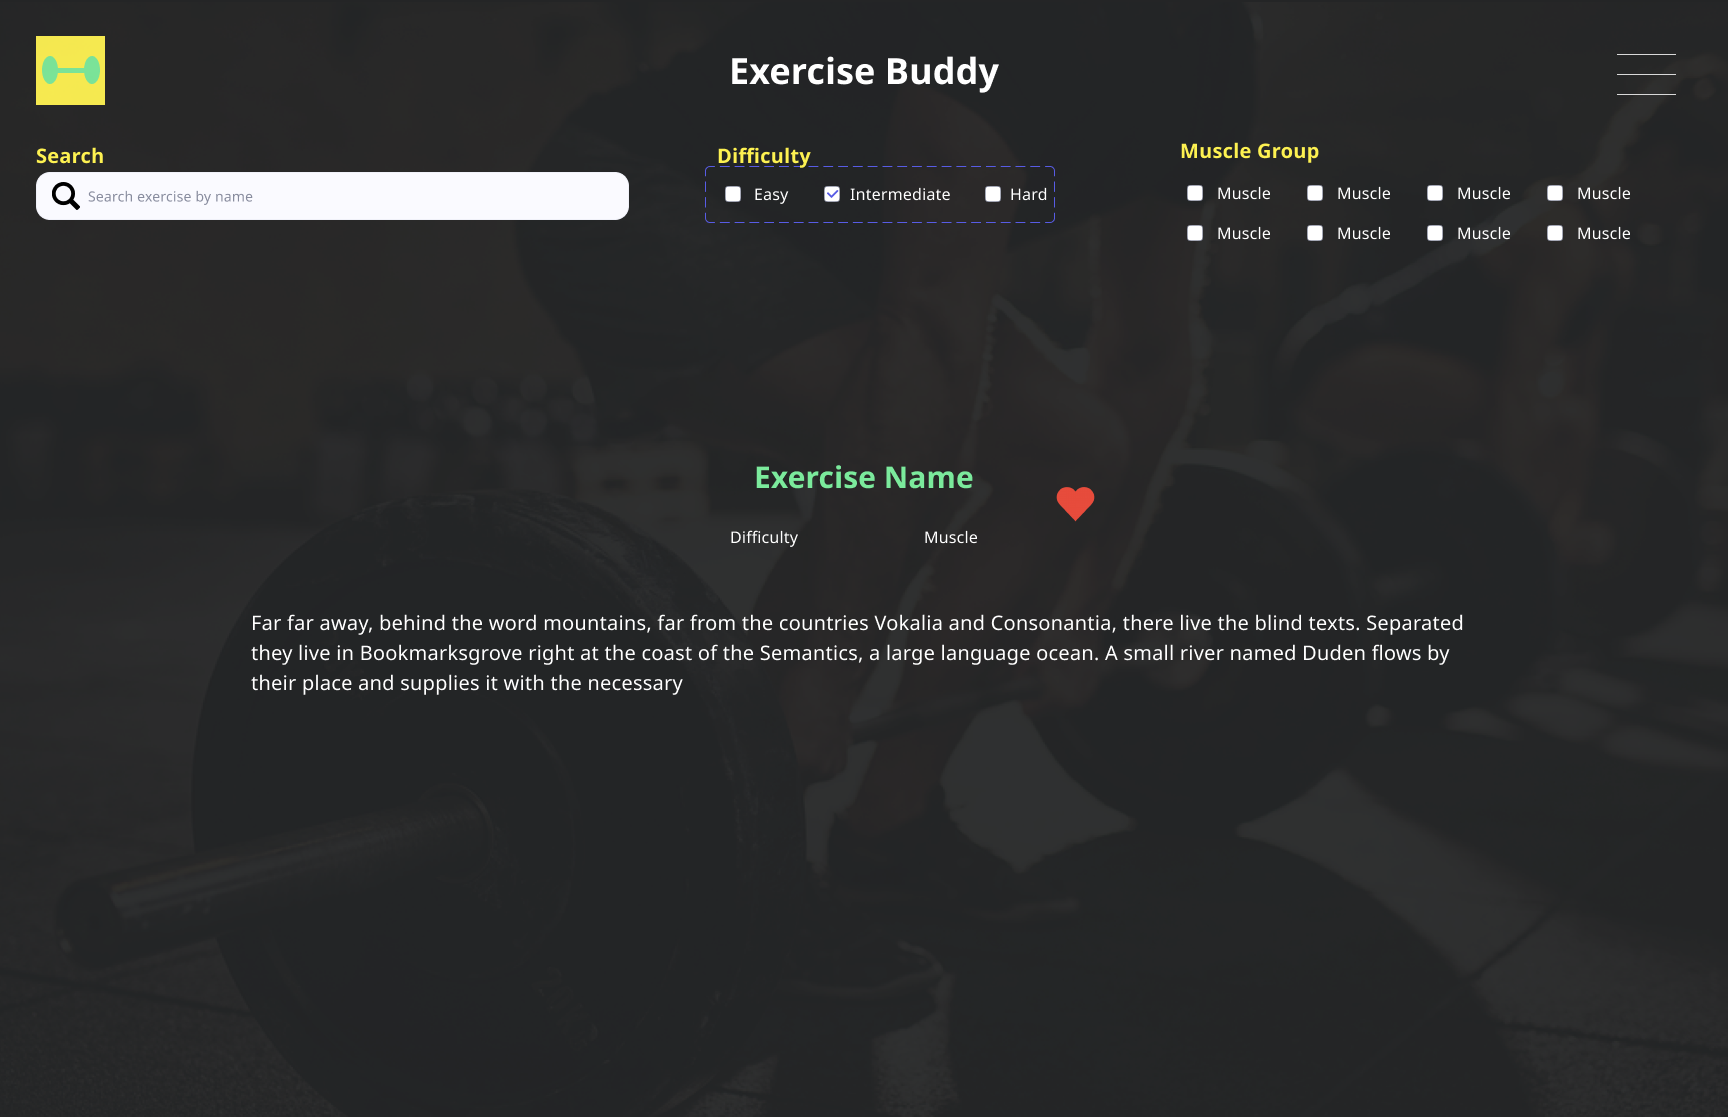 Exercise Buddy
Search
Search exercise by name
Difficulty
Easy Intermediate Hard
Muscle Group
Muscle Muscle Muscle Muscle
Muscle Muscle Muscle Muscle
Exercise Name
Difficulty Muscle
Far far away, behind the word mountains, far from the countries Vokalia and Consonantia, there live the blind texts. Separated
they live in Bookmarksgrove right at the coast of the Semantics, a large language ocean. A small river named Duden flows by
their place and supplies it with the necessary